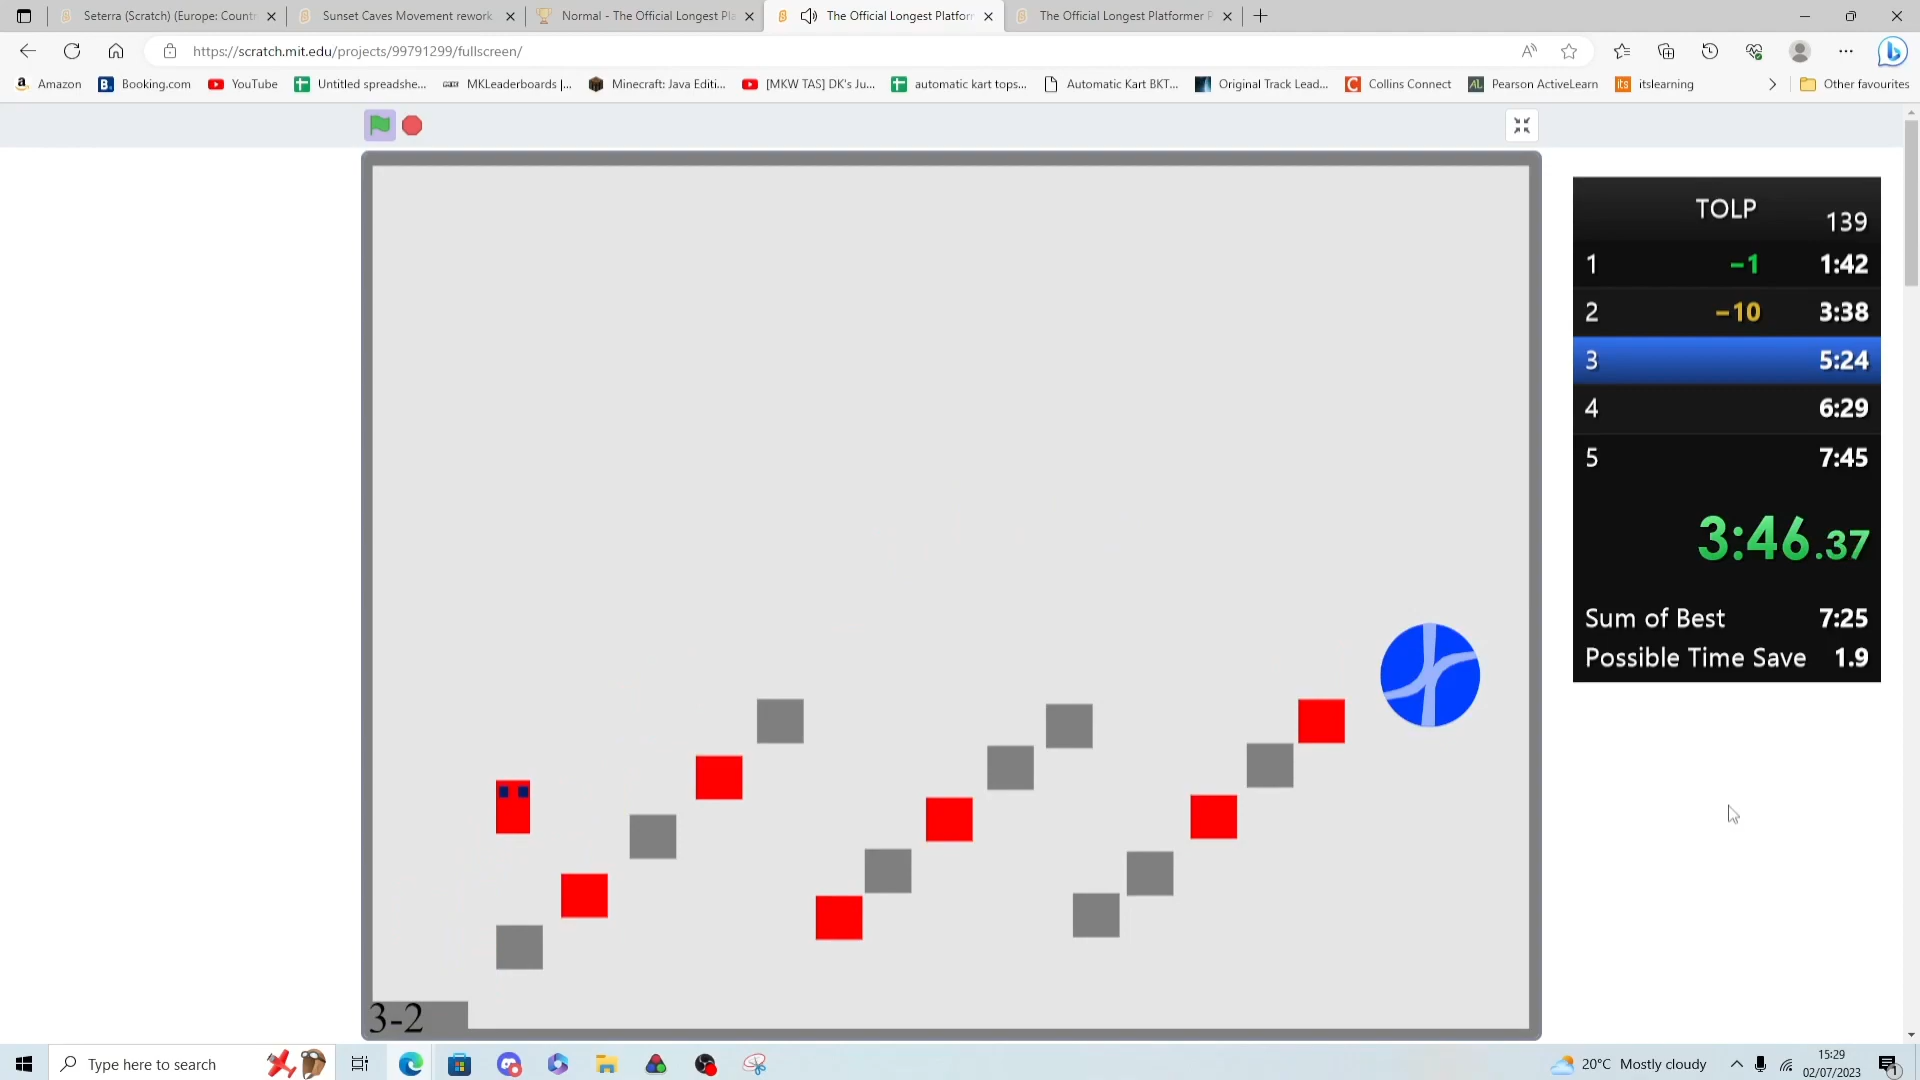 Seterra (Scratch) (Europe: Count
Sunset Caves Movement rework
Normal - The Official Longest Pla
The Official Longest Platfor
The Official Longest Platformer P
https://scratch.mit.edu/projects/99791299/fullscreen/
Amazon
Booking.com
YouTube
Untitled spreadshe...
MKLeaderboards |...
Minecraft: Java Editi...
[MKW TAS] DK's Ju...
automatic kart tops...
Automatic Kart BKT...
Original Track Lead...
Collins Connect
Pearson ActiveLearn
itslearning
Other favourites
TOLP
139
1 −1 1:42
2 −10 3:38
3 5:24
4 6:29
5 7:45
3:46.37
Sum of Best 7:25
Possible Time Save 1.9
3-2
Type here to search
20°C Mostly cloudy
15:29
02/07/2023